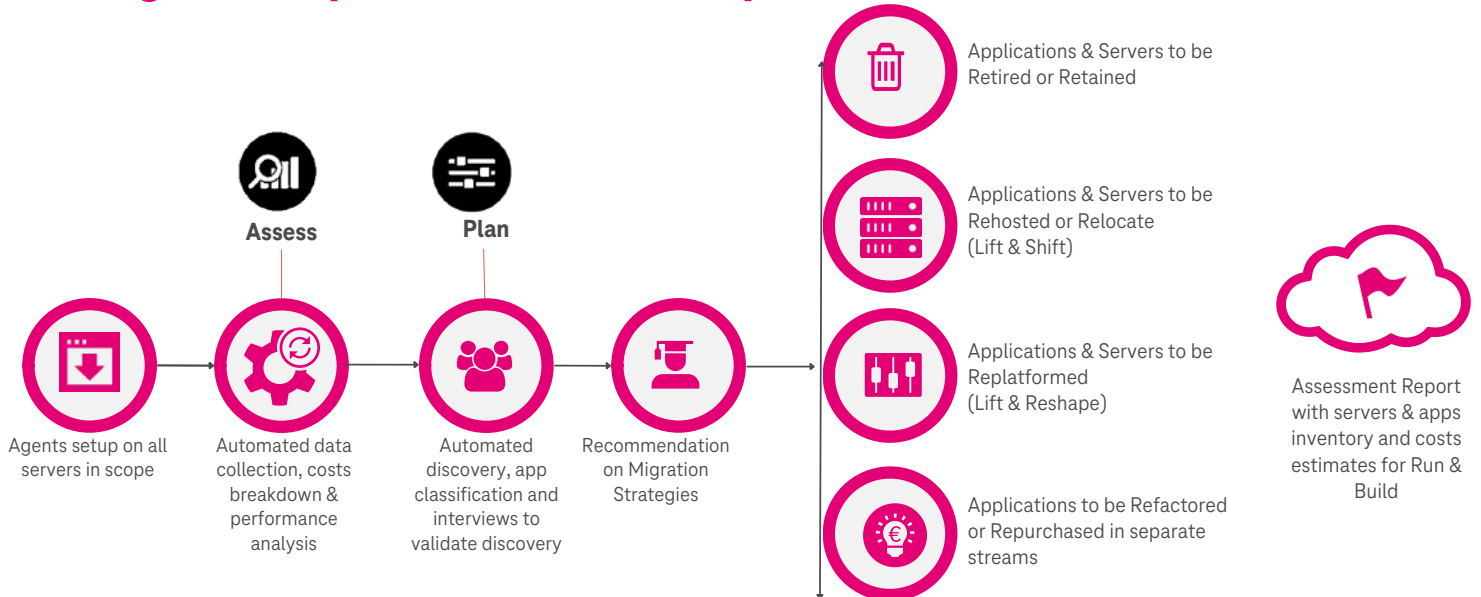 Assess
Plan
Agents setup on all
servers in scope
Automated data
collection, costs
breakdown &
performance
analysis
Automated
discovery, app
classification and
interviews to
validate discovery
Recommendation
on Migration
Strategies
Applications & Servers to be
Retired or Retained
Applications & Servers to be
Rehosted or Relocate
(Lift & Shift)
Applications & Servers to be
Replatformed
(Lift & Reshape)
€
Applications to be Refactored
or Repurchased in separate
streams
Assessment Report
with servers & apps
inventory and costs
estimates for Run &
Build